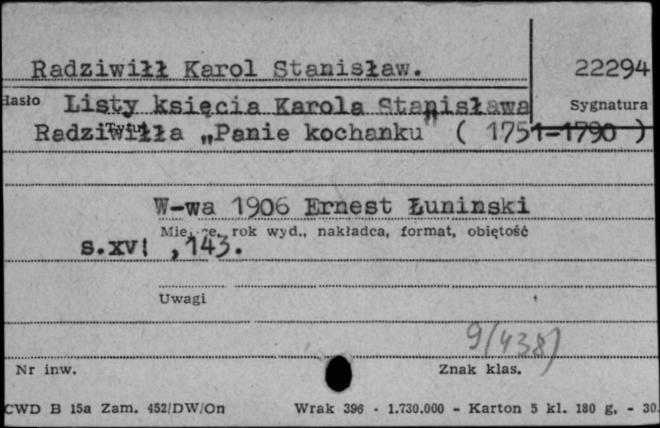 Radziwiłł Karol Stanisław. 22294
Hasło Listy księcia Karola Stanisława Sygnatura
Radziwiłła „Panie kochanku" ( 1751-1790 )
Tytuł
W-wa 1906 Ernest Łuninski
Miejsce, rok wyd., nakładca, format, objętość
s.XVI ,143.
Uwagi
9/438)
Nr inw. Znak klas.
CWD B 15a Zam. 452/DW/On Wrak 396 - 1.730.000 - Karton 5 kl. 180 g. - 30.